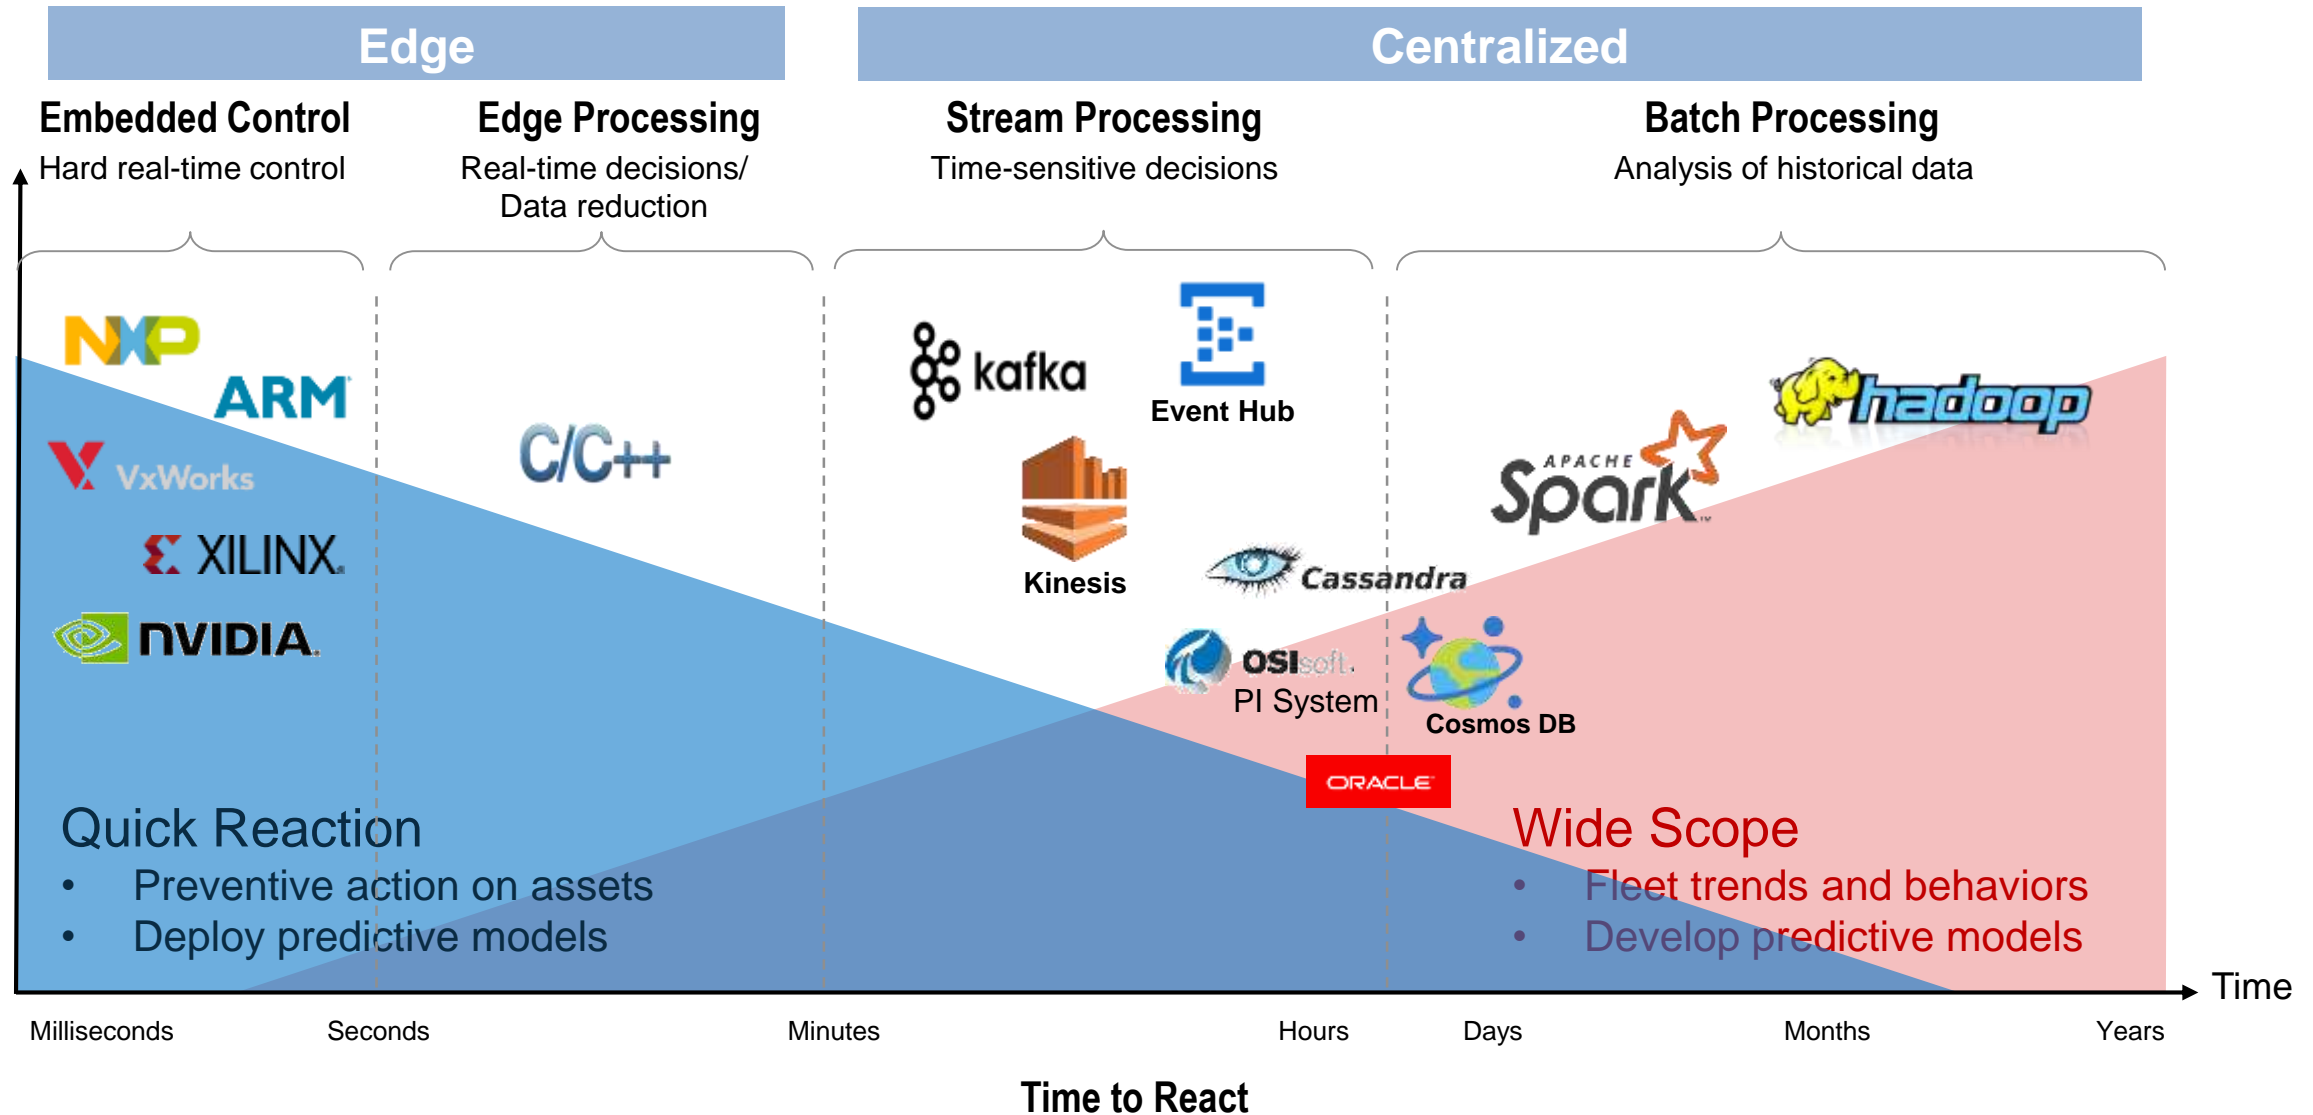 Edge
Centralized
Embedded Control
Hard real-time control
Edge Processing
Real-time decisions/
Data reduction
Stream Processing
Time-sensitive decisions
Batch Processing
Analysis of historical data
NXP
ARM
VxWorks
XILINX
NVIDIA.
C/C++
kafka
Event Hub
Kinesis
Cassandra
OSIsoft.
PI System
Cosmos DB
ORACLE
APACHE
Spark™
hadoop
Quick Reaction
• Preventive action on assets
• Deploy predictive models
Wide Scope
• Fleet trends and behaviors
• Develop predictive models
Time
Milliseconds
Seconds
Minutes
Hours
Days
Months
Years
Time to React